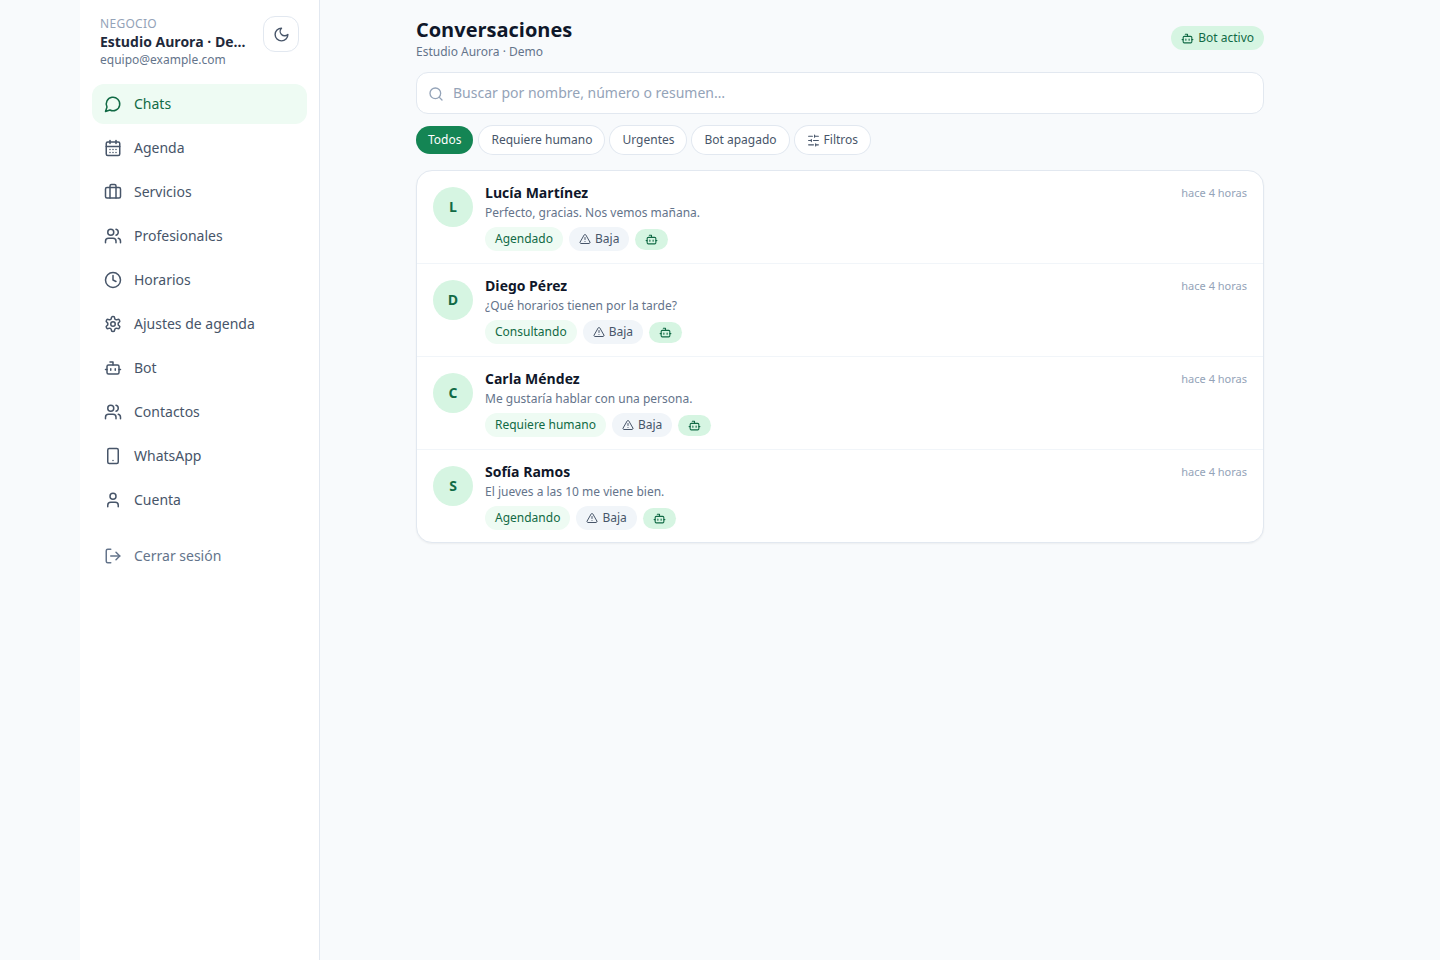 NEGOCIO
Estudio Aurora · De...
equipo@example.com
Chats
Agenda
Servicios
Profesionales
Horarios
Ajustes de agenda
Bot
Contactos
WhatsApp
Cuenta
Cerrar sesión
Conversaciones
Estudio Aurora · Demo
Bot activo
Buscar por nombre, número o resumen...
Todos
Requiere humano
Urgentes
Bot apagado
Filtros
L
Lucía Martínez
hace 4 horas
Perfecto, gracias. Nos vemos mañana.
Agendado
Baja
D
Diego Pérez
hace 4 horas
¿Qué horarios tienen por la tarde?
Consultando
Baja
C
Carla Méndez
hace 4 horas
Me gustaría hablar con una persona.
Requiere humano
Baja
S
Sofía Ramos
hace 4 horas
El jueves a las 10 me viene bien.
Agendando
Baja